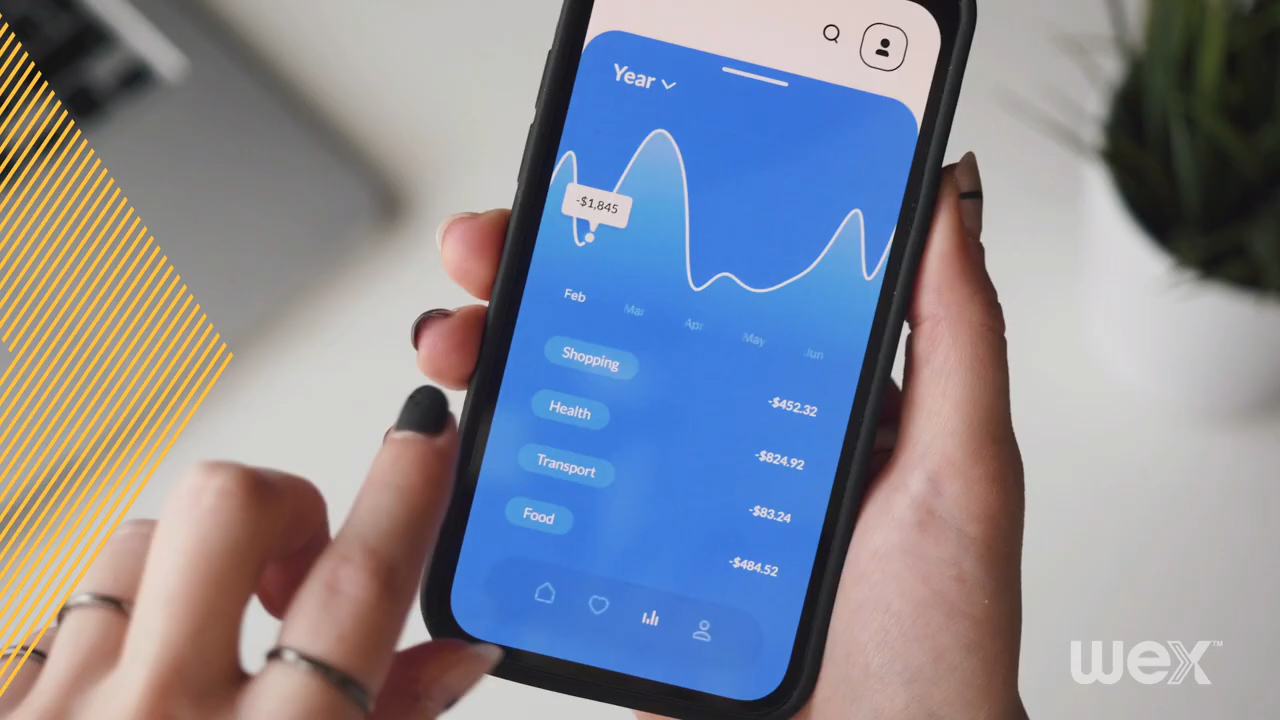 Year
-$1,845
Feb
Mar
Apr
May
Jun
Shopping
-$452.32
Health
-$824.92
Transport
-$83.24
Food
-$484.52
wex™